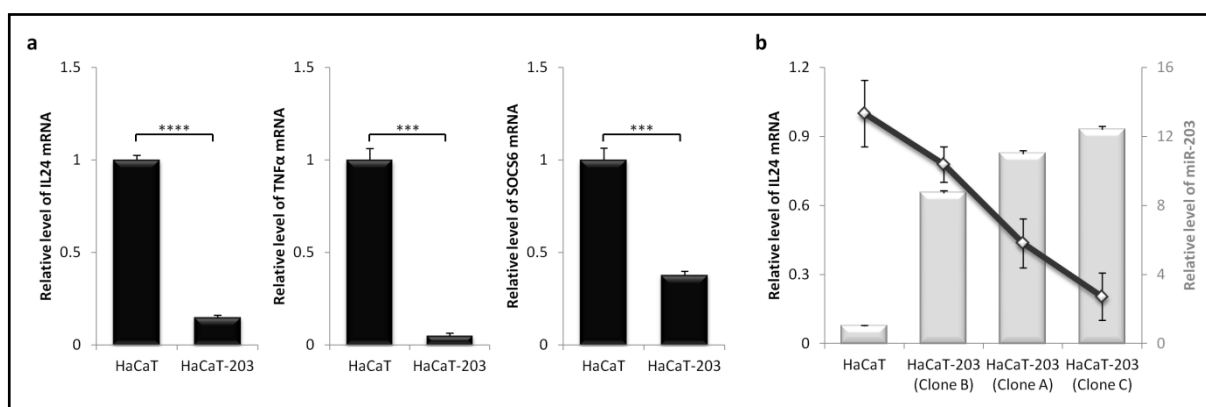 a
1.5
1
0.5
0
Relative level of IL24 mRNA
****
HaCaT
HaCaT-203
1.5
1
0.5
0
Relative level of TNFα mRNA
***
HaCaT
HaCaT-203
1.5
1
0.5
0
Relative level of SOCS6 mRNA
***
HaCaT
HaCaT-203
b
1.2
0.9
0.6
0.3
0
Relative level of IL24 mRNA
16
12
8
4
0
Relative level of miR-203
HaCaT
HaCaT-203
(Clone B)
HaCaT-203
(Clone A)
HaCaT-203
(Clone C)